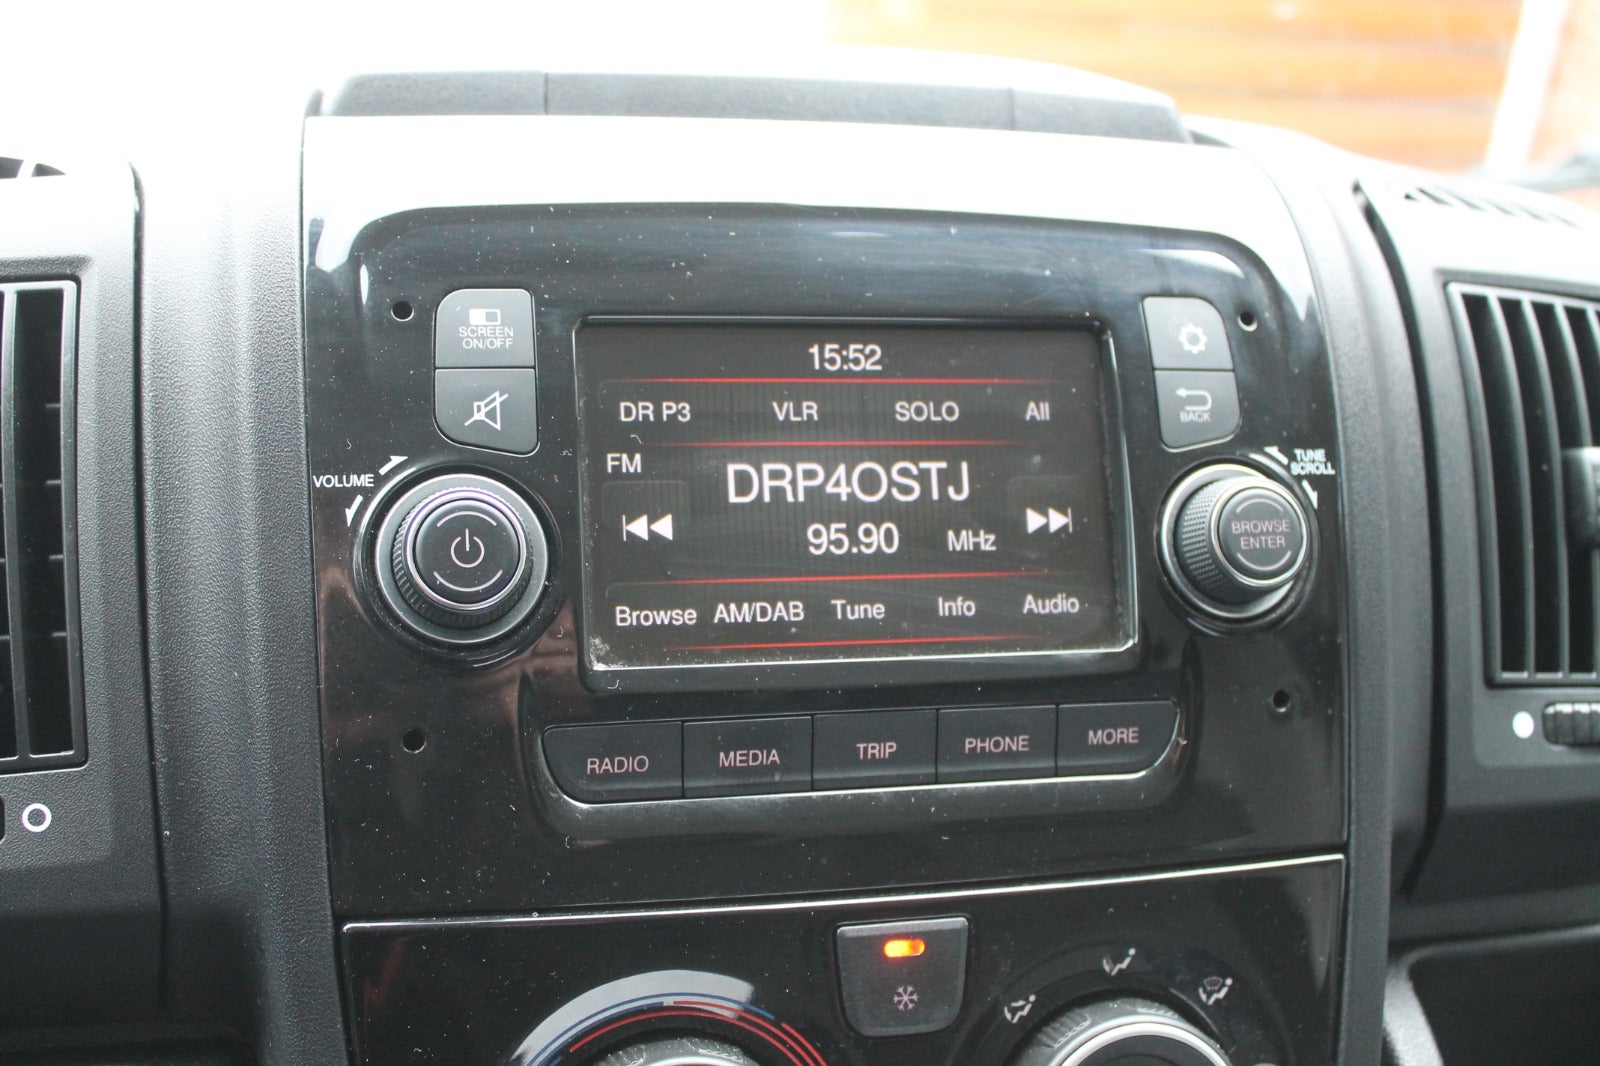 SCREEN
ON/OFF
15:52
DR P3 VLR SOLO All
BACK
FM
VOLUME
DRP4OSTJ
TUNE
SCROLL
95.90 MHz
BROWSE
ENTER
Browse AM/DAB Tune Info Audio
RADIO MEDIA TRIP PHONE MORE